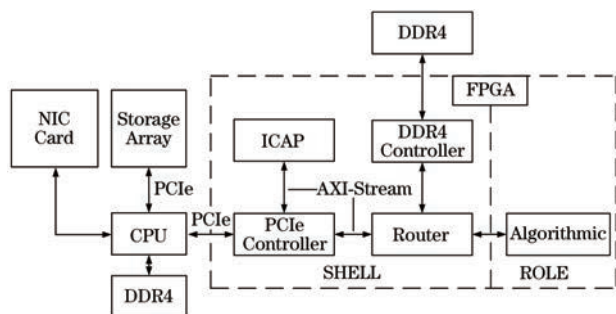 DDR4
FPGA
NIC
Card
Storage
Array
ICAP
DDR4
Controller
PCIe
AXI-Stream
CPU
PCIe
PCIe
Controller
Router
Algorithmic
DDR4
SHELL
ROLE